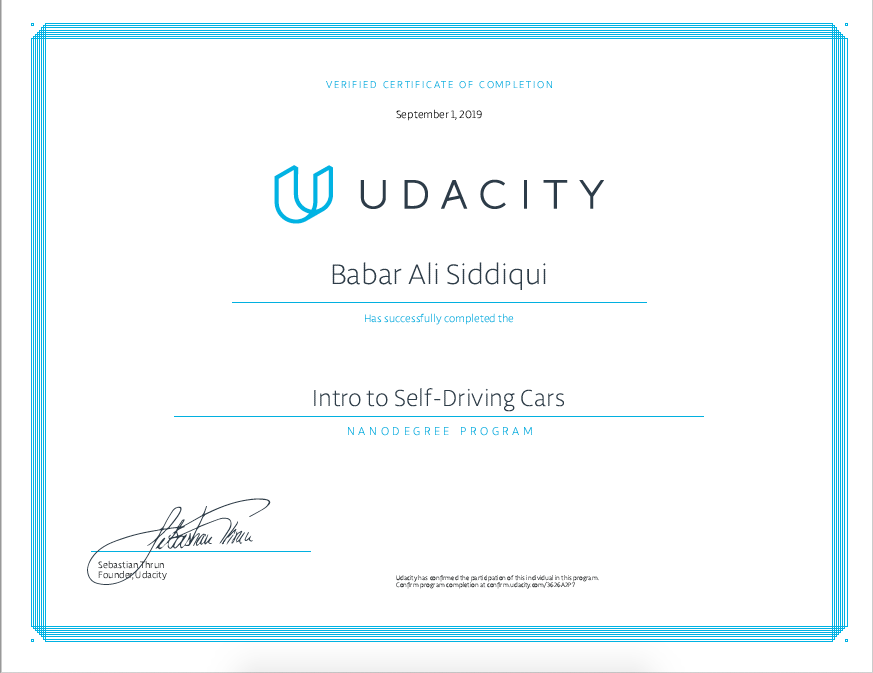 VERIFIED CERTIFICATE OF COMPLETION
September 1, 2019
UDACITY
Babar Ali Siddiqui
Has successfully completed the
Intro to Self-Driving Cars
NANODEGREE PROGRAM
Sebastian Thrun
Sebastian Thrun
Founder, Udacity
Udacity has confirmed the participation of this individual in this program.
Confirm program completion at confirm.udacity.com/3626A2P7